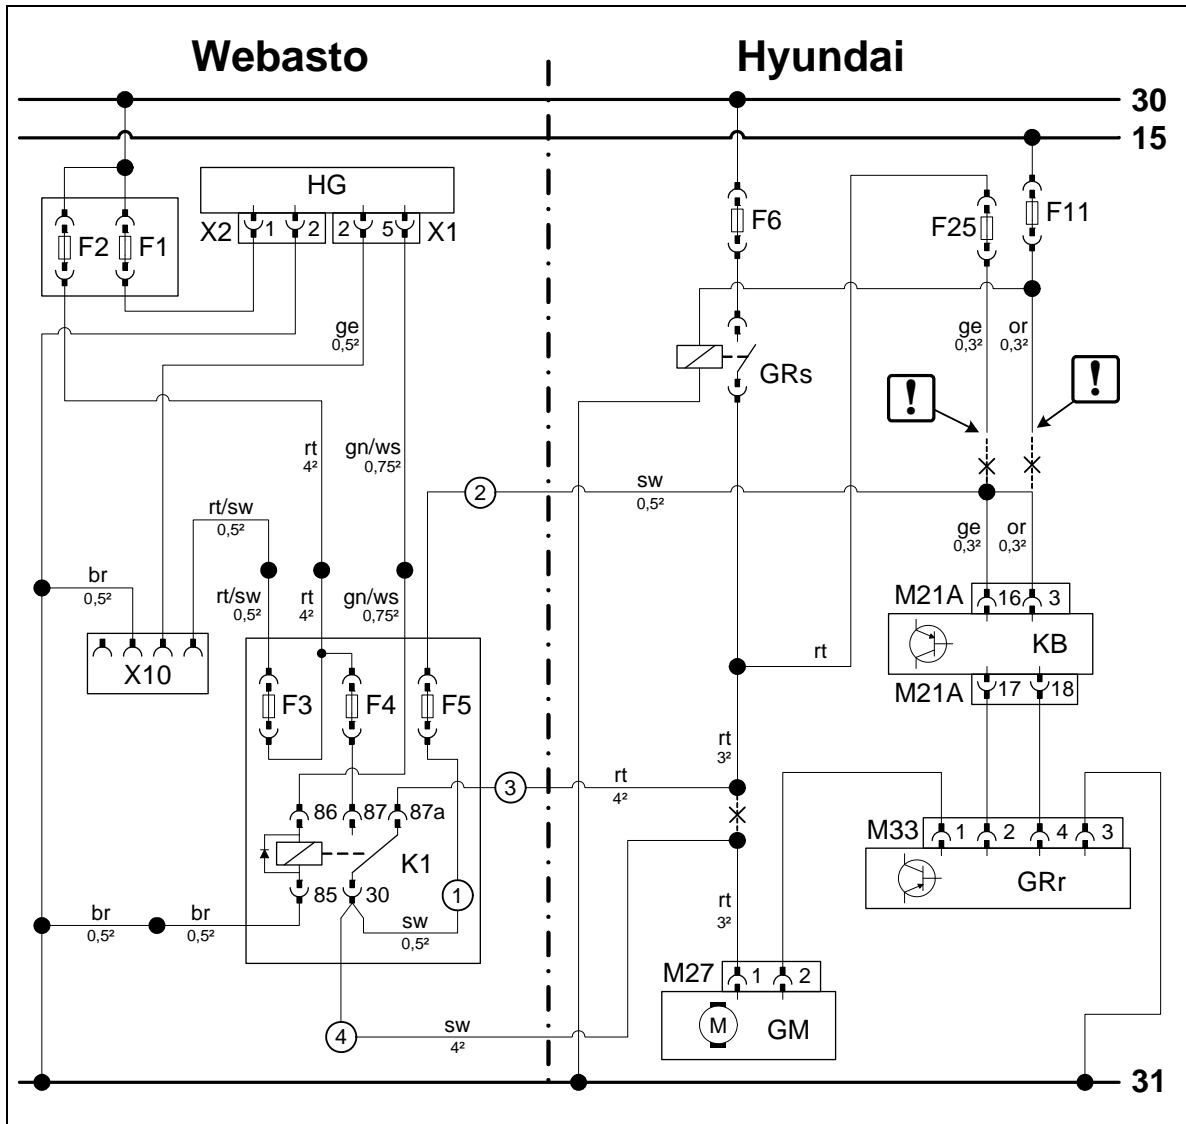 Webasto Hyundai
30
15
HG
X2 1 2 2 5 X1
F2 F1
F6
F25
F11
ge
0,5²
ge or
0,3² 0,3²
GRs
! !
rt gn/ws
4² 0,75²
2
sw
0,5²
rt/sw
0,5²
ge or
0,3² 0,3²
br
0,5²
rt/sw rt gn/ws
0,5² 4² 0,75²
M21A 16 3
KB
M21A 17 18
X10
rt
F3 F4 F5
rt
3²
3
rt
4²
86 87 87a
K1
M33 1 2 4 3
GRr
85 30
1
br br
0,5² 0,5²
sw
0,5²
rt
3²
M27 1 2
M GM
4
sw
4²
31